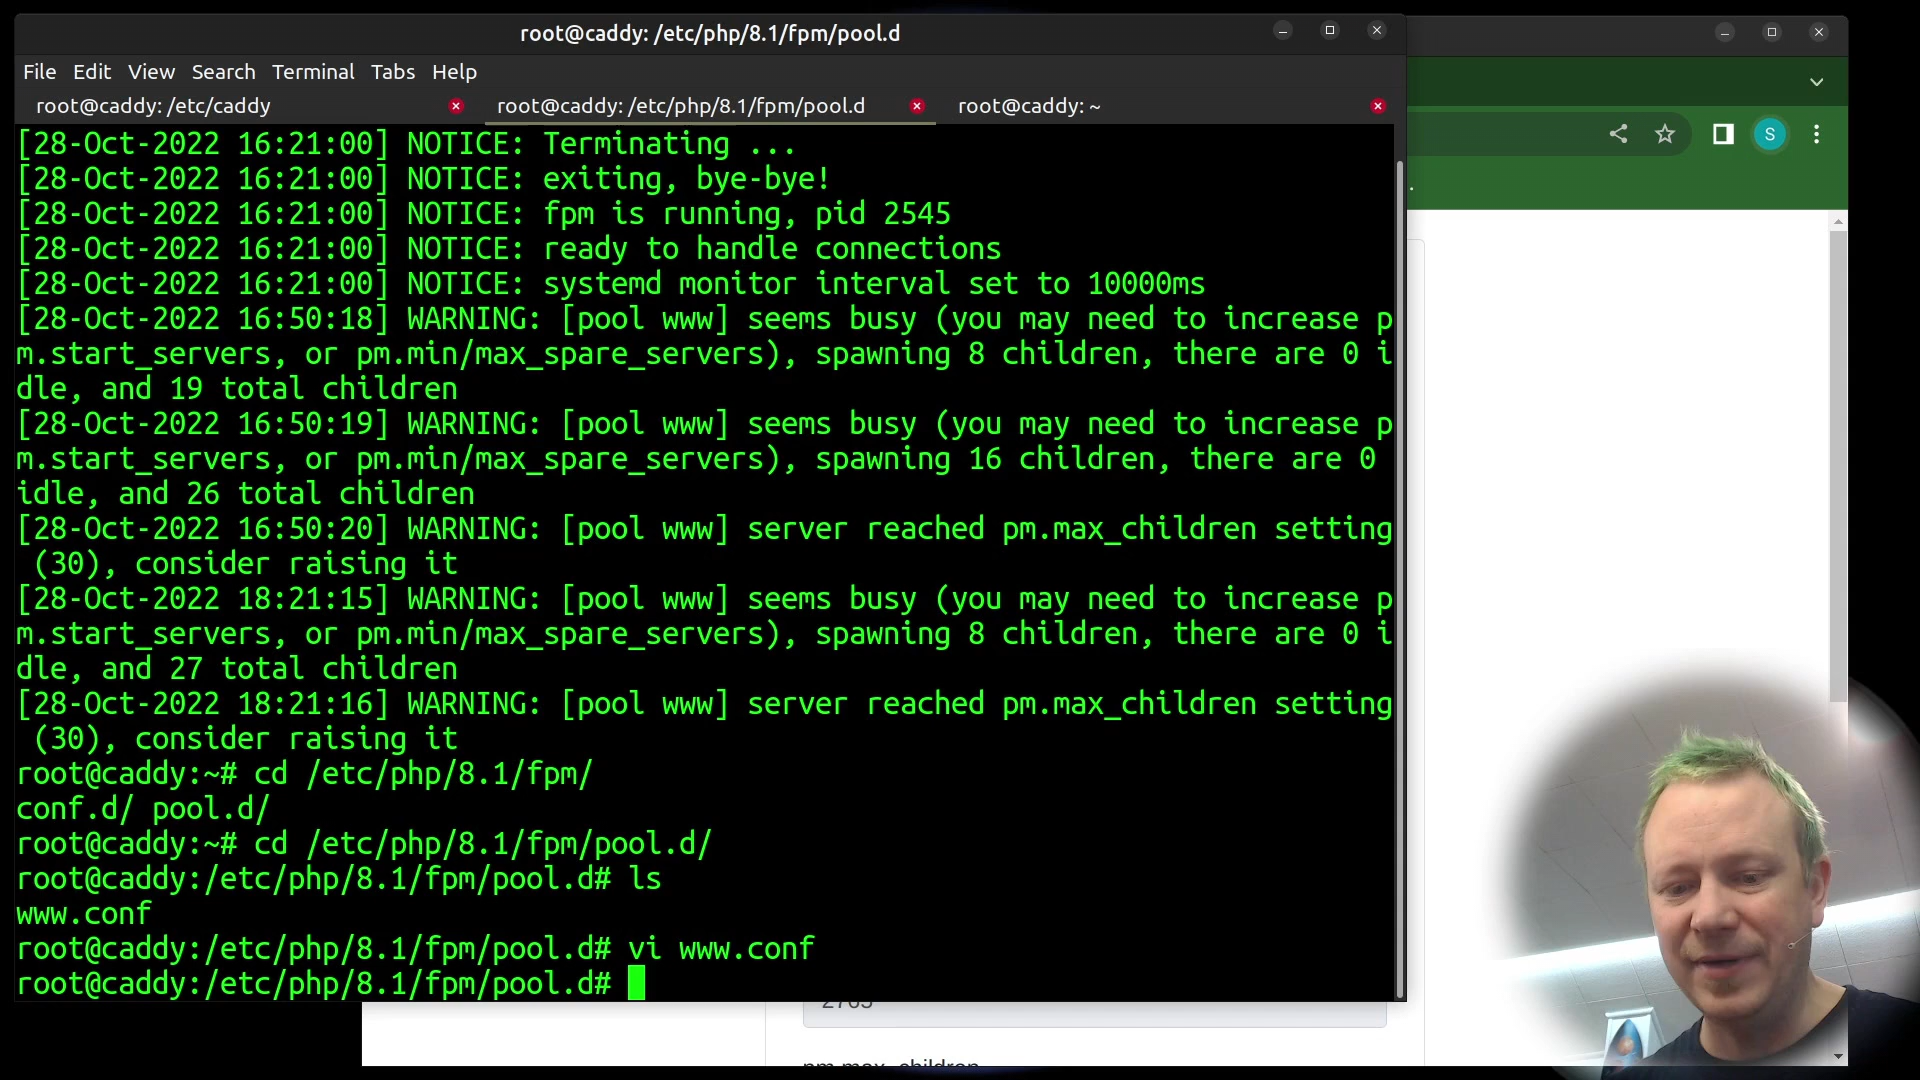 root@caddy: /etc/php/8.1/fpm/pool.d
File Edit View Search Terminal Tabs Help
root@caddy: /etc/caddy root@caddy: /etc/php/8.1/fpm/pool.d root@caddy: ~
S
[28-Oct-2022 16:21:00] NOTICE: Terminating ...
[28-Oct-2022 16:21:00] NOTICE: exiting, bye-bye!
[28-Oct-2022 16:21:00] NOTICE: fpm is running, pid 2545
[28-Oct-2022 16:21:00] NOTICE: ready to handle connections
[28-Oct-2022 16:21:00] NOTICE: systemd monitor interval set to 10000ms
[28-Oct-2022 16:50:18] WARNING: [pool www] seems busy (you may need to increase p
m.start_servers, or pm.min/max_spare_servers), spawning 8 children, there are 0 i
dle, and 19 total children
[28-Oct-2022 16:50:19] WARNING: [pool www] seems busy (you may need to increase p
m.start_servers, or pm.min/max_spare_servers), spawning 16 children, there are 0
idle, and 26 total children
[28-Oct-2022 16:50:20] WARNING: [pool www] server reached pm.max_children setting
(30), consider raising it
[28-Oct-2022 18:21:15] WARNING: [pool www] seems busy (you may need to increase p
m.start_servers, or pm.min/max_spare_servers), spawning 8 children, there are 0 i
dle, and 27 total children
[28-Oct-2022 18:21:16] WARNING: [pool www] server reached pm.max_children setting
(30), consider raising it
root@caddy:~# cd /etc/php/8.1/fpm/
conf.d/ pool.d/
root@caddy:~# cd /etc/php/8.1/fpm/pool.d/
root@caddy:/etc/php/8.1/fpm/pool.d# ls
www.conf
root@caddy:/etc/php/8.1/fpm/pool.d# vi www.conf
root@caddy:/etc/php/8.1/fpm/pool.d#